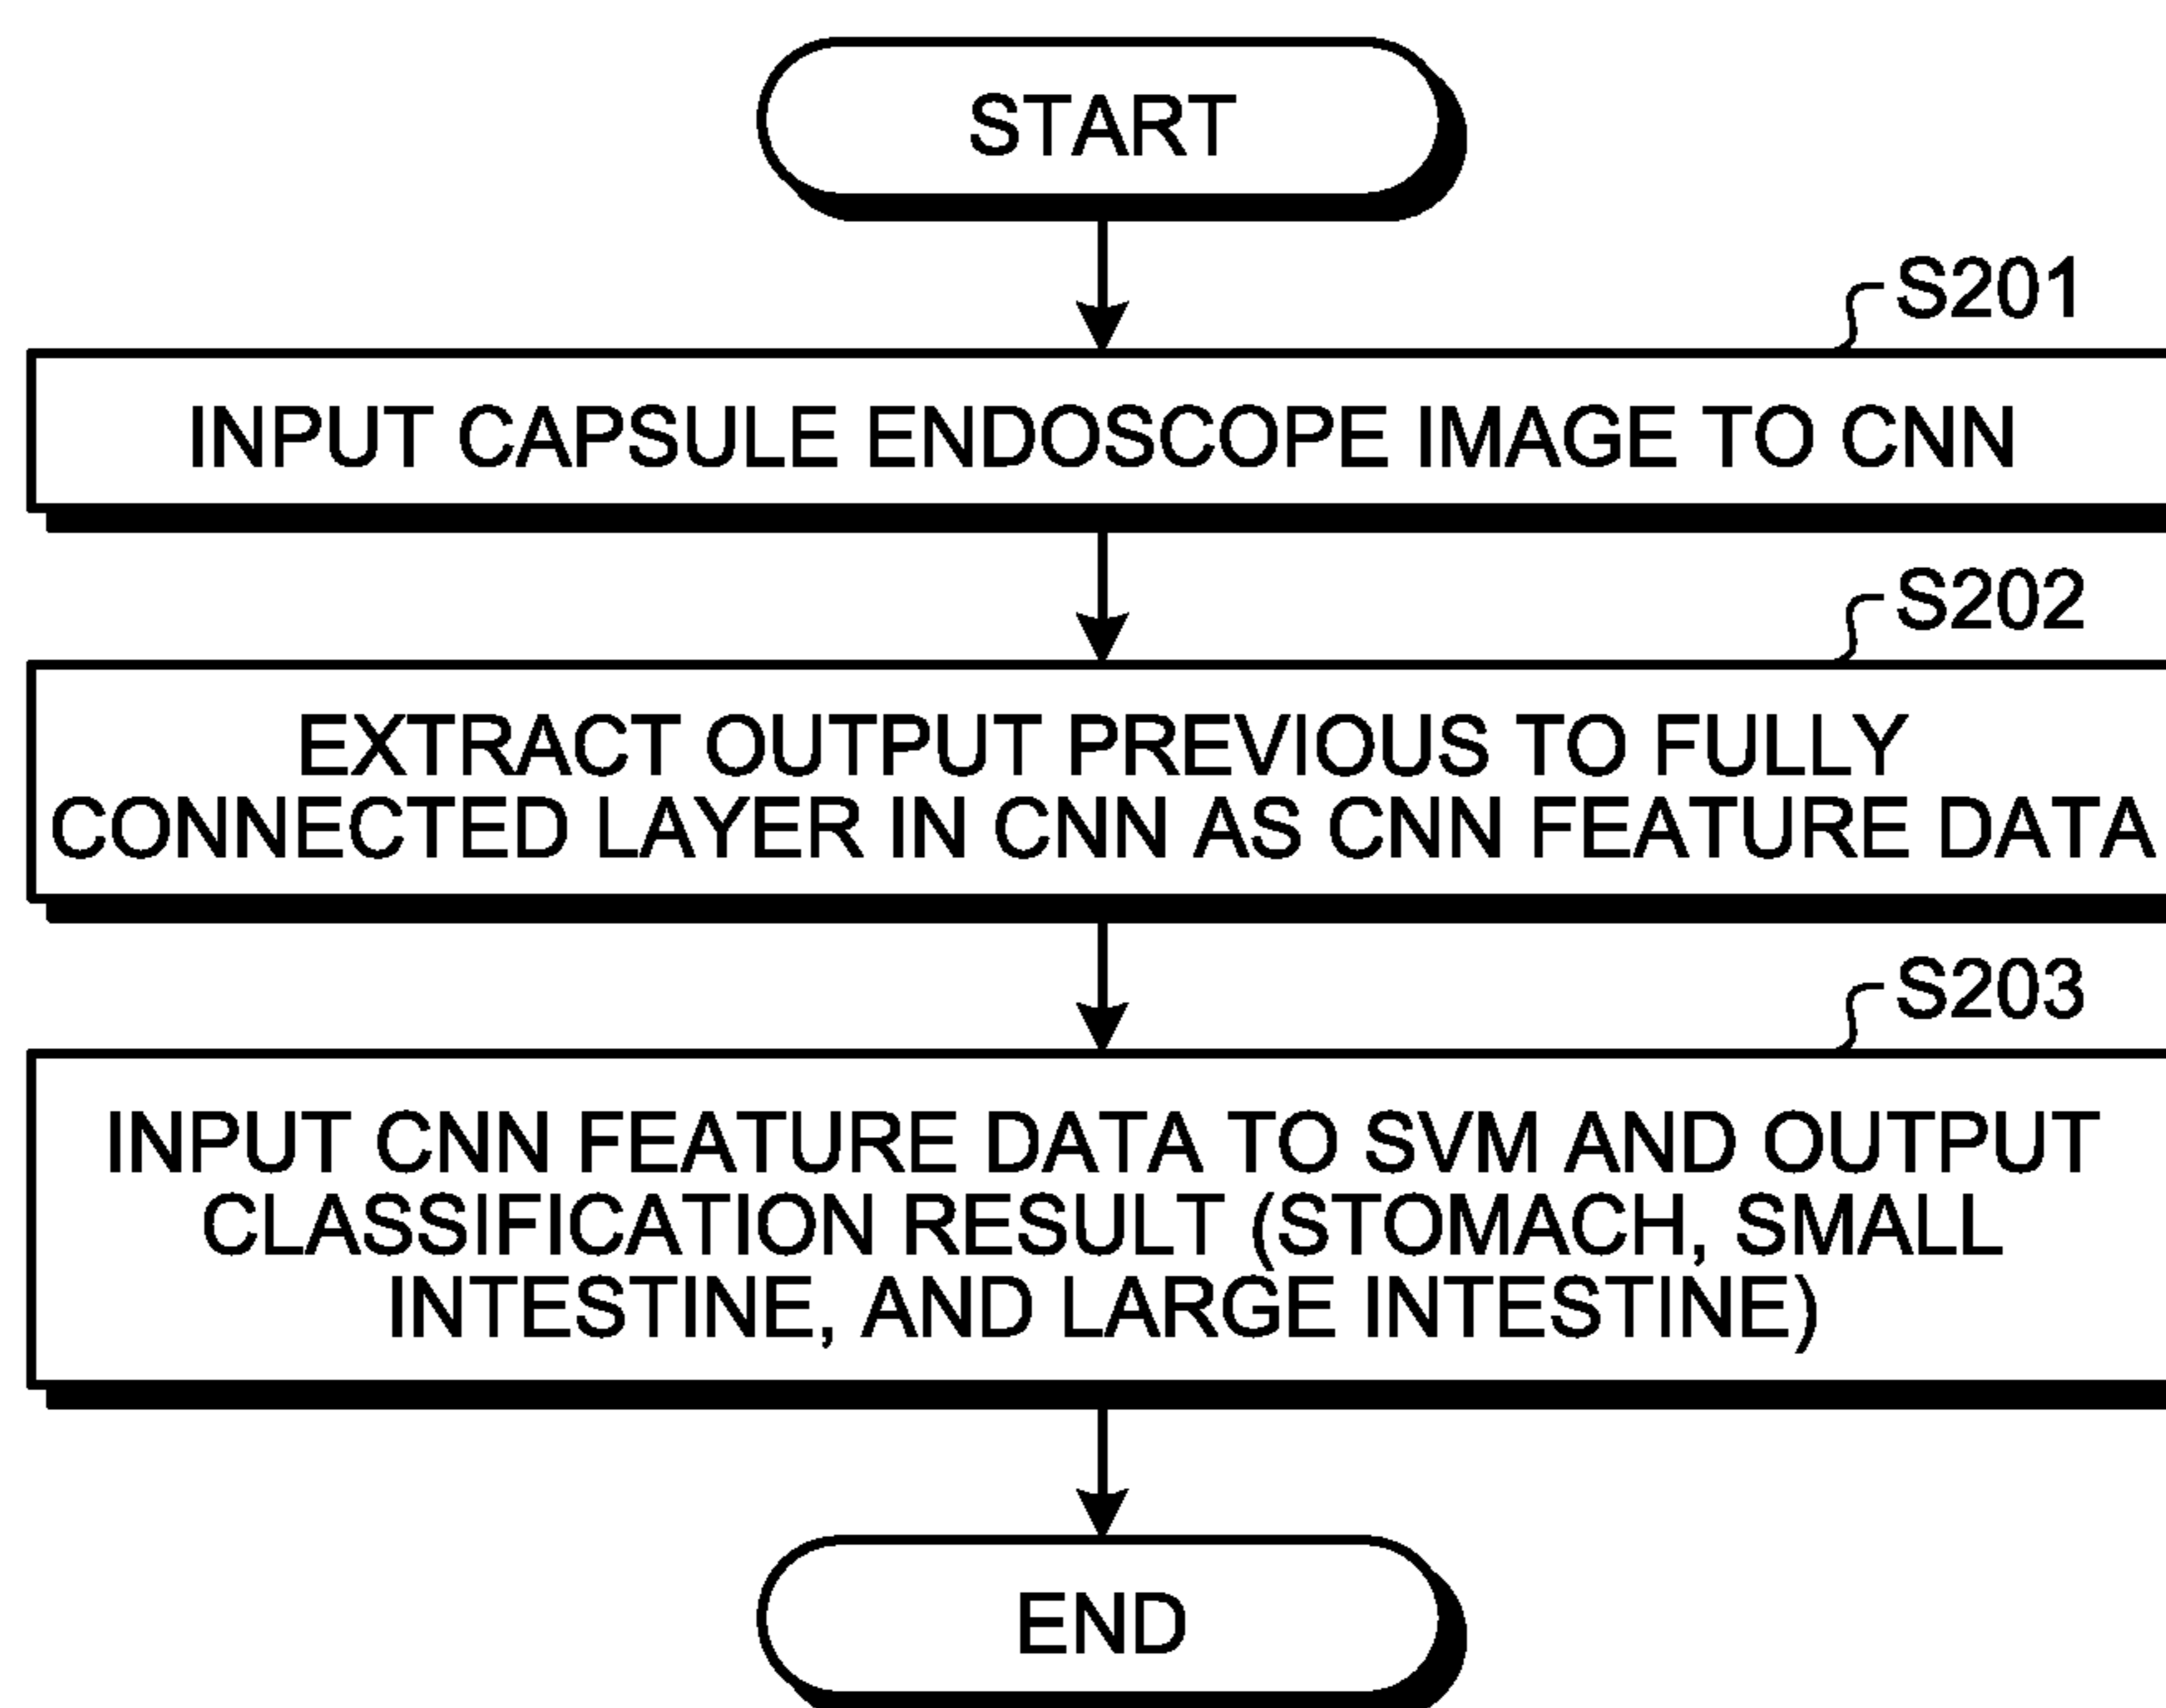 START
S201
INPUT CAPSULE ENDOSCOPE IMAGE TO CNN
S202
EXTRACT OUTPUT PREVIOUS TO FULLY
CONNECTED LAYER IN CNN AS CNN FEATURE DATA
S203
INPUT CNN FEATURE DATA TO SVM AND OUTPUT
CLASSIFICATION RESULT (STOMACH, SMALL
INTESTINE, AND LARGE INTESTINE)
END